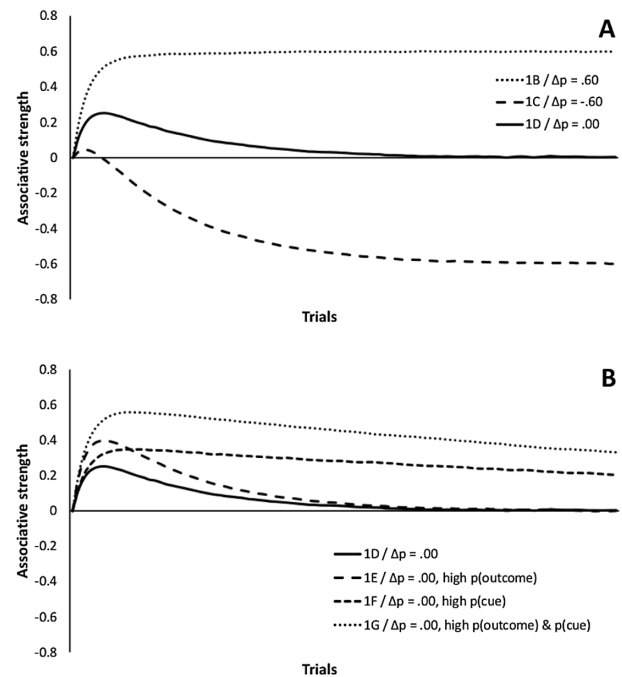 A
0.8
0.6
0.4
0.2
0
-0.2
-0.4
-0.6
-0.8
Associative strength
Trials
1B / Δp = .60
1C / Δp = -.60
1D / Δp = .00
B
0.8
0.6
0.4
0.2
0
-0.2
-0.4
-0.6
-0.8
Associative strength
Trials
1D / Δp = .00
1E / Δp = .00, high p(outcome)
1F / Δp = .00, high p(cue)
1G / Δp = .00, high p(outcome) & p(cue)